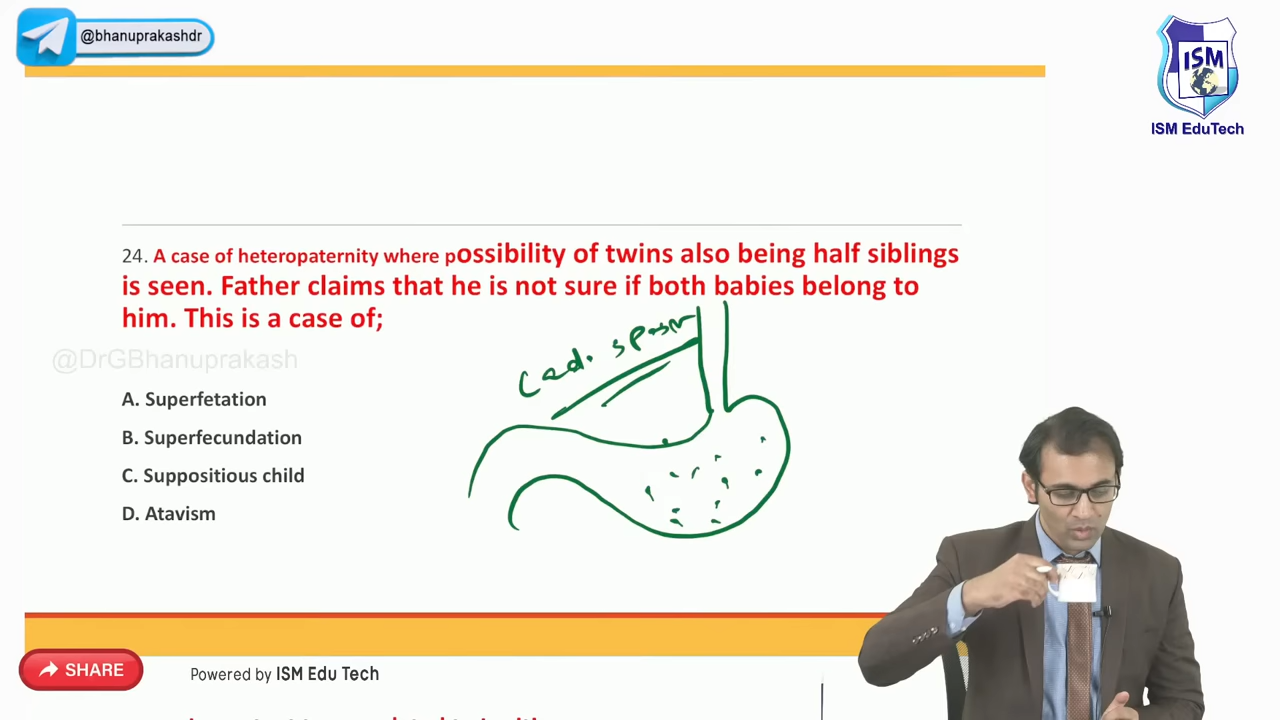 @bhanuprakashdr
ISM
ISM EduTech
24. A case of heteropaternity where possibility of twins also being half siblings
is seen. Father claims that he is not sure if both babies belong to
him. This is a case of;
@DrGBhanuprakash
A. Superfetation
B. Superfecundation
C. Suppositious child
D. Atavism
SHARE
Powered by ISM Edu Tech